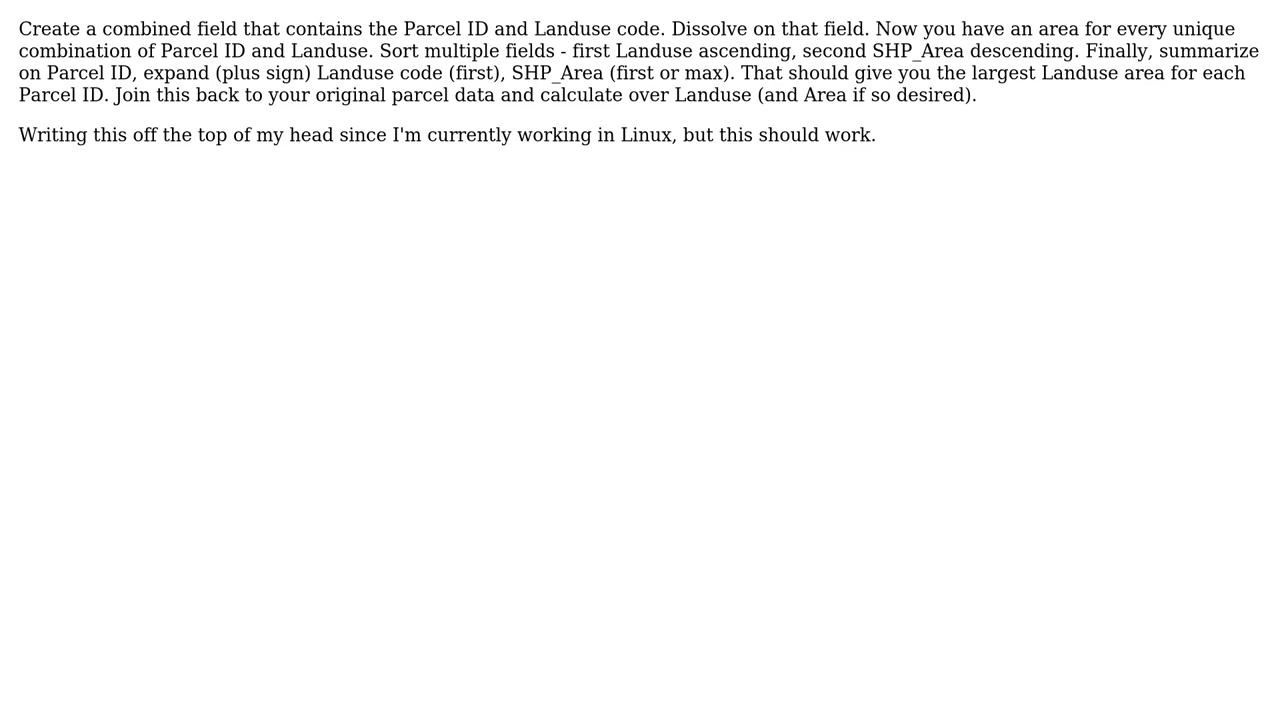 Create a combined field that contains the Parcel ID and Landuse code. Dissolve on that field. Now you have an area for every unique
combination of Parcel ID and Landuse. Sort multiple fields - first Landuse ascending, second SHP_Area descending. Finally, summarize
on Parcel ID, expand (plus sign) Landuse code (first), SHP_Area (first or max). That should give you the largest Landuse area for each
Parcel ID. Join this back to your original parcel data and calculate over Landuse (and Area if so desired).
Writing this off the top of my head since I'm currently working in Linux, but this should work.